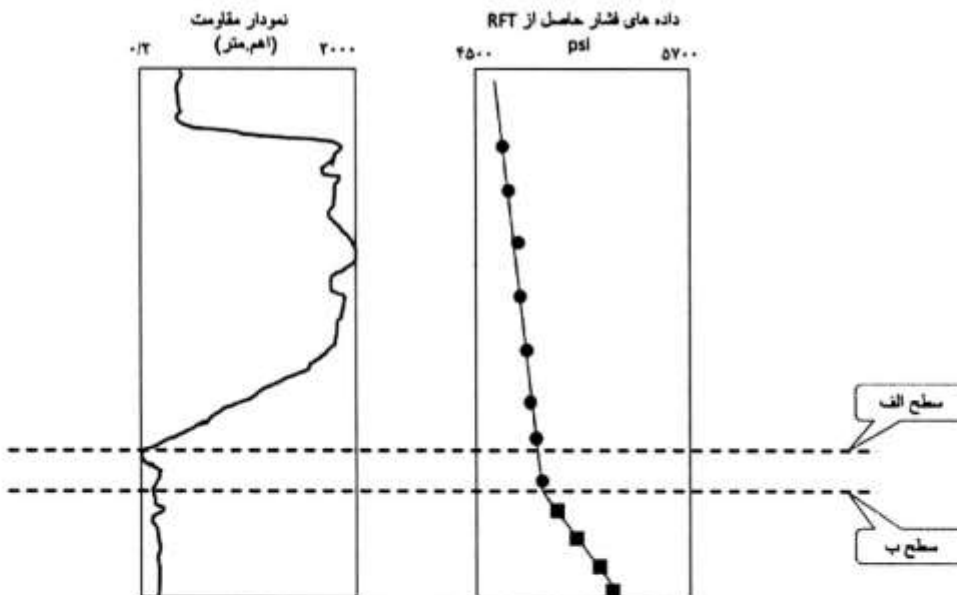 داده های فشار حاصل از RFT
psi
۴۵۰۰
۵۷۰۰
نمودار مقاومت
(اهم.متر)
۰/۲
۲۰۰۰
سطح الف
سطح ب